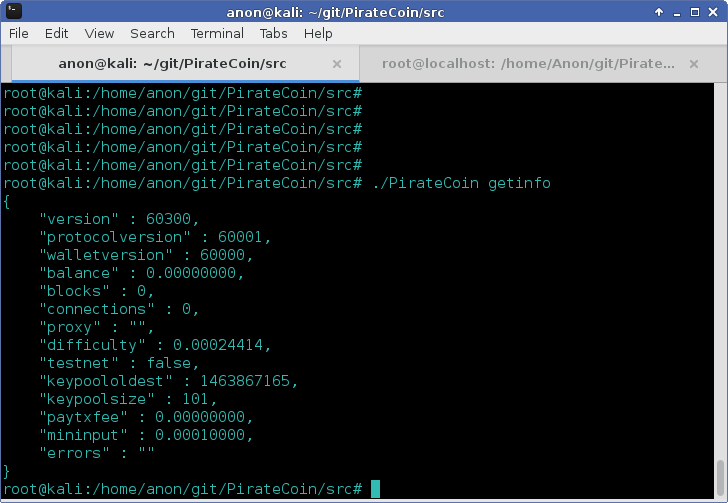 anon@kali: ~/git/PirateCoin/src
File Edit View Search Terminal Tabs Help
anon@kali: ~/git/PirateCoin/src × root@localhost: /home/Anon/git/Pirate... ×
root@kali:/home/anon/git/PirateCoin/src#
root@kali:/home/anon/git/PirateCoin/src#
root@kali:/home/anon/git/PirateCoin/src#
root@kali:/home/anon/git/PirateCoin/src#
root@kali:/home/anon/git/PirateCoin/src#
root@kali:/home/anon/git/PirateCoin/src# ./PirateCoin getinfo
{
    "version" : 60300,
    "protocolversion" : 60001,
    "walletversion" : 60000,
    "balance" : 0.00000000,
    "blocks" : 0,
    "connections" : 0,
    "proxy" : "",
    "difficulty" : 0.00024414,
    "testnet" : false,
    "keypoololdest" : 1463867165,
    "keypoolsize" : 101,
    "paytxfee" : 0.00000000,
    "mininput" : 0.00010000,
    "errors" : ""
}
root@kali:/home/anon/git/PirateCoin/src#